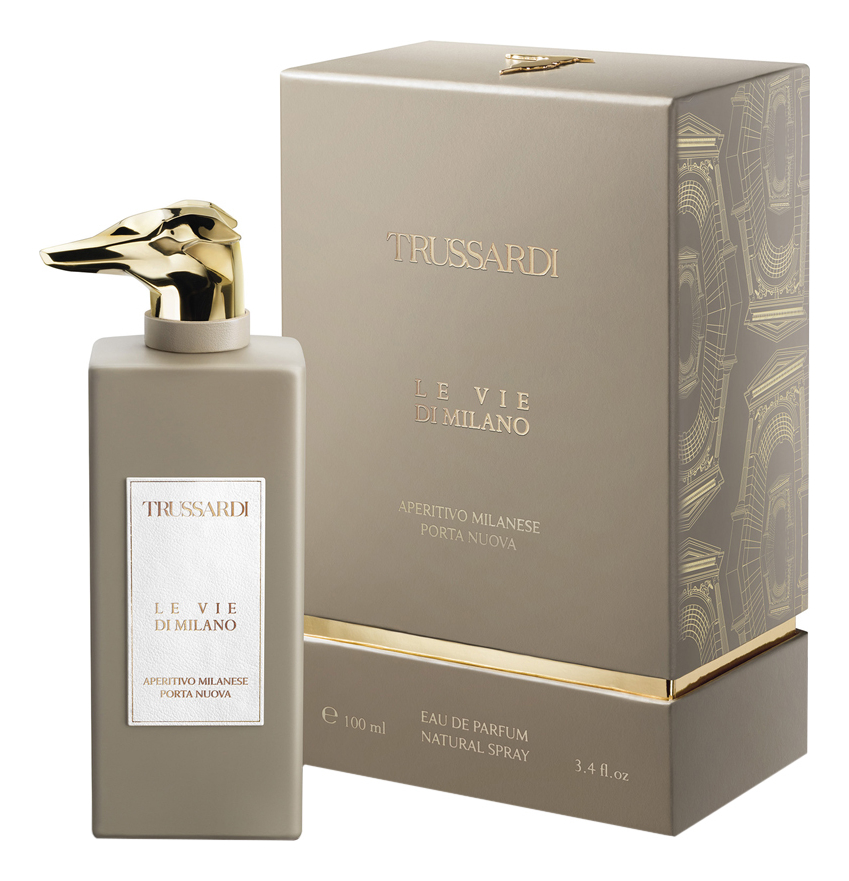 TRUSSARDI
LE VIE
DI MILANO
APERITIVO MILANESE
PORTA NUOVA
TRUSSARDI
LE VIE
DI MILANO
APERITIVO MILANESE
PORTA NUOVA
e 100 ml
EAU DE PARFUM
NATURAL SPRAY
3.4 fl.oz